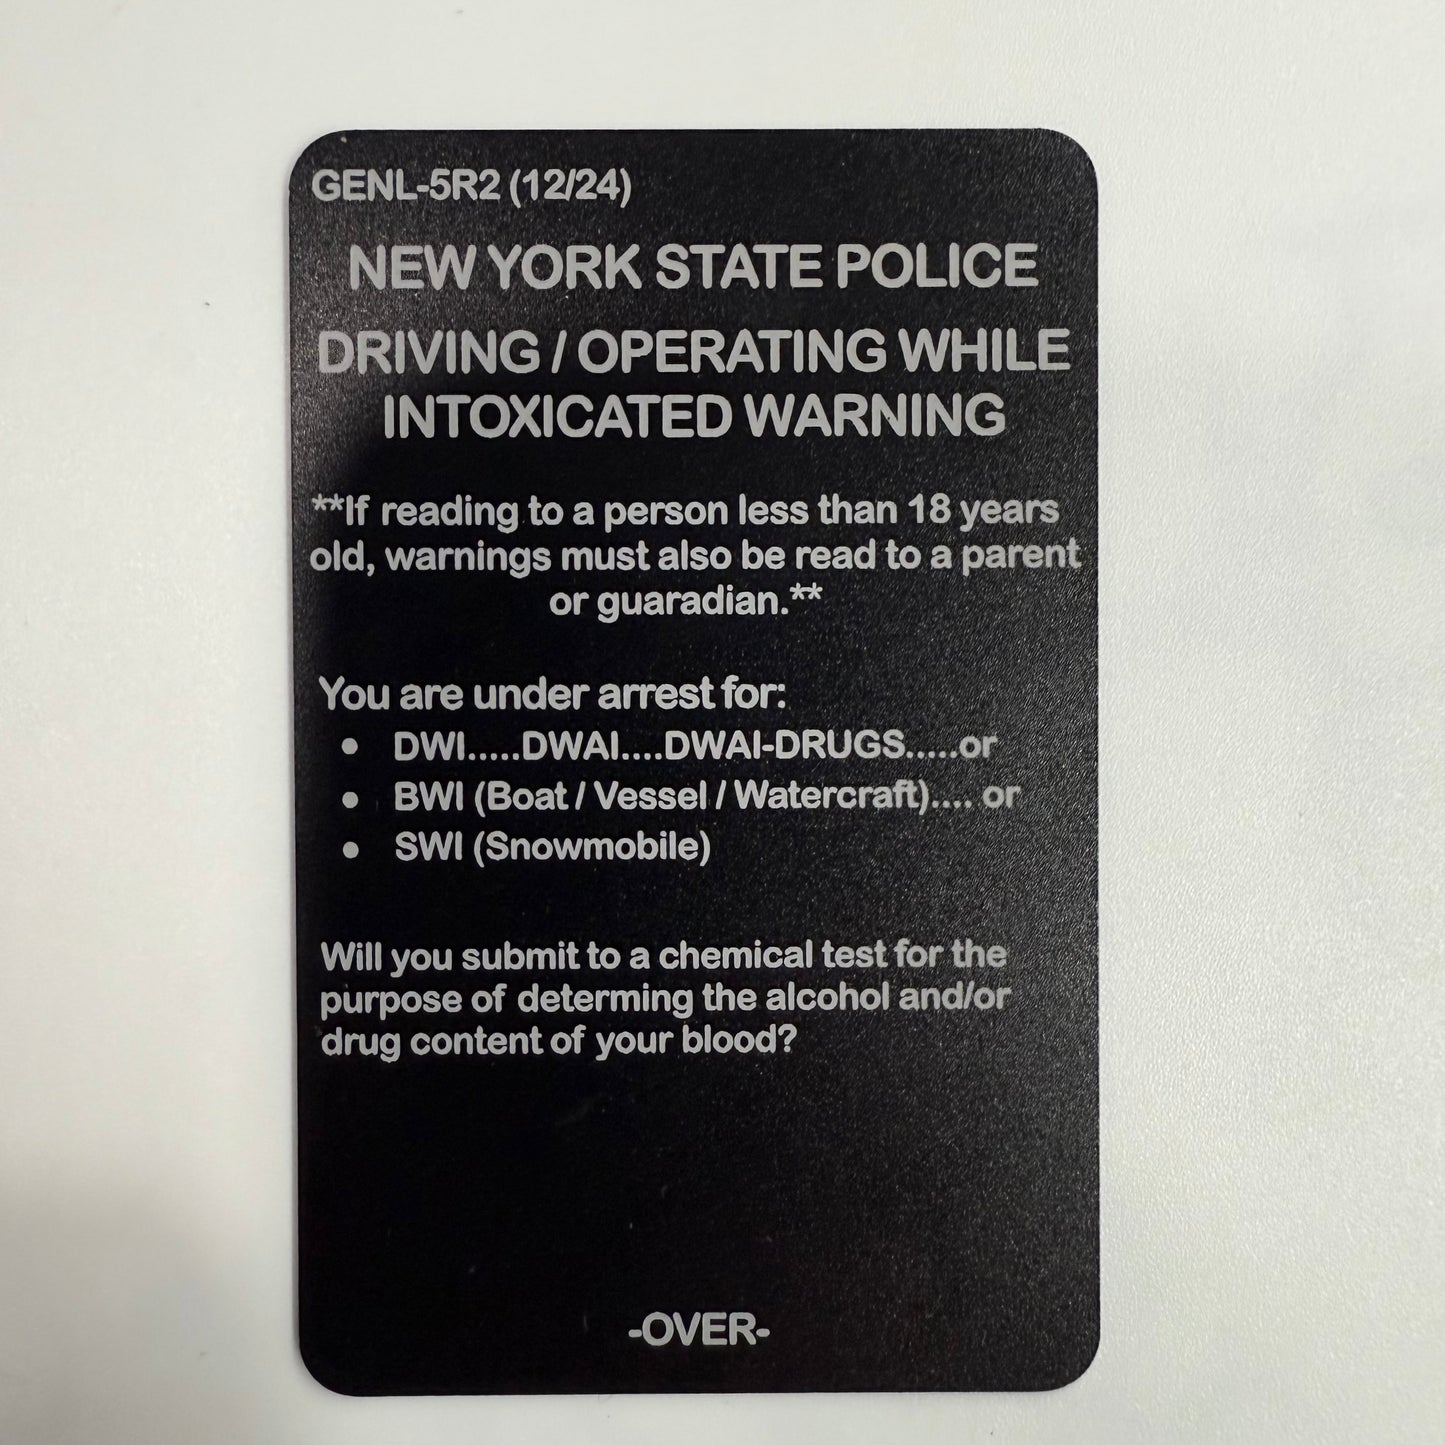 GENL-5R2 (12/24)
NEW YORK STATE POLICE
DRIVING / OPERATING WHILE
INTOXICATED WARNING
**If reading to a person less than 18 years
old, warnings must also be read to a parent
or guaradian.**
You are under arrest for:
• DWI.....DWAI....DWAI-DRUGS.....or
• BWI (Boat / Vessel / Watercraft).... or
• SWI (Snowmobile)
Will you submit to a chemical test for the
purpose of determing the alcohol and/or
drug content of your blood?
-OVER-